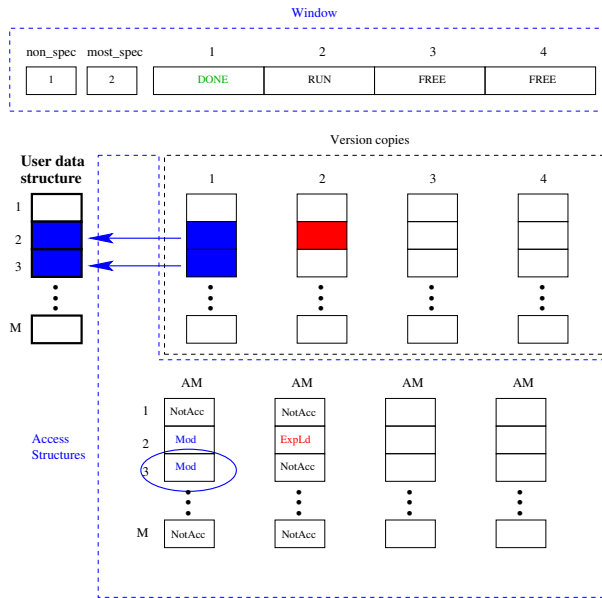 Window
non_spec most_spec 1 2 3 4
1 2 DONE RUN FREE FREE
Version copies
User data
structure
1 2 3 4
1
2
3
M
AM AM AM AM
1 NotAcc NotAcc
2 Mod ExpLd
Access
Structures
3 Mod NotAcc
M NotAcc NotAcc